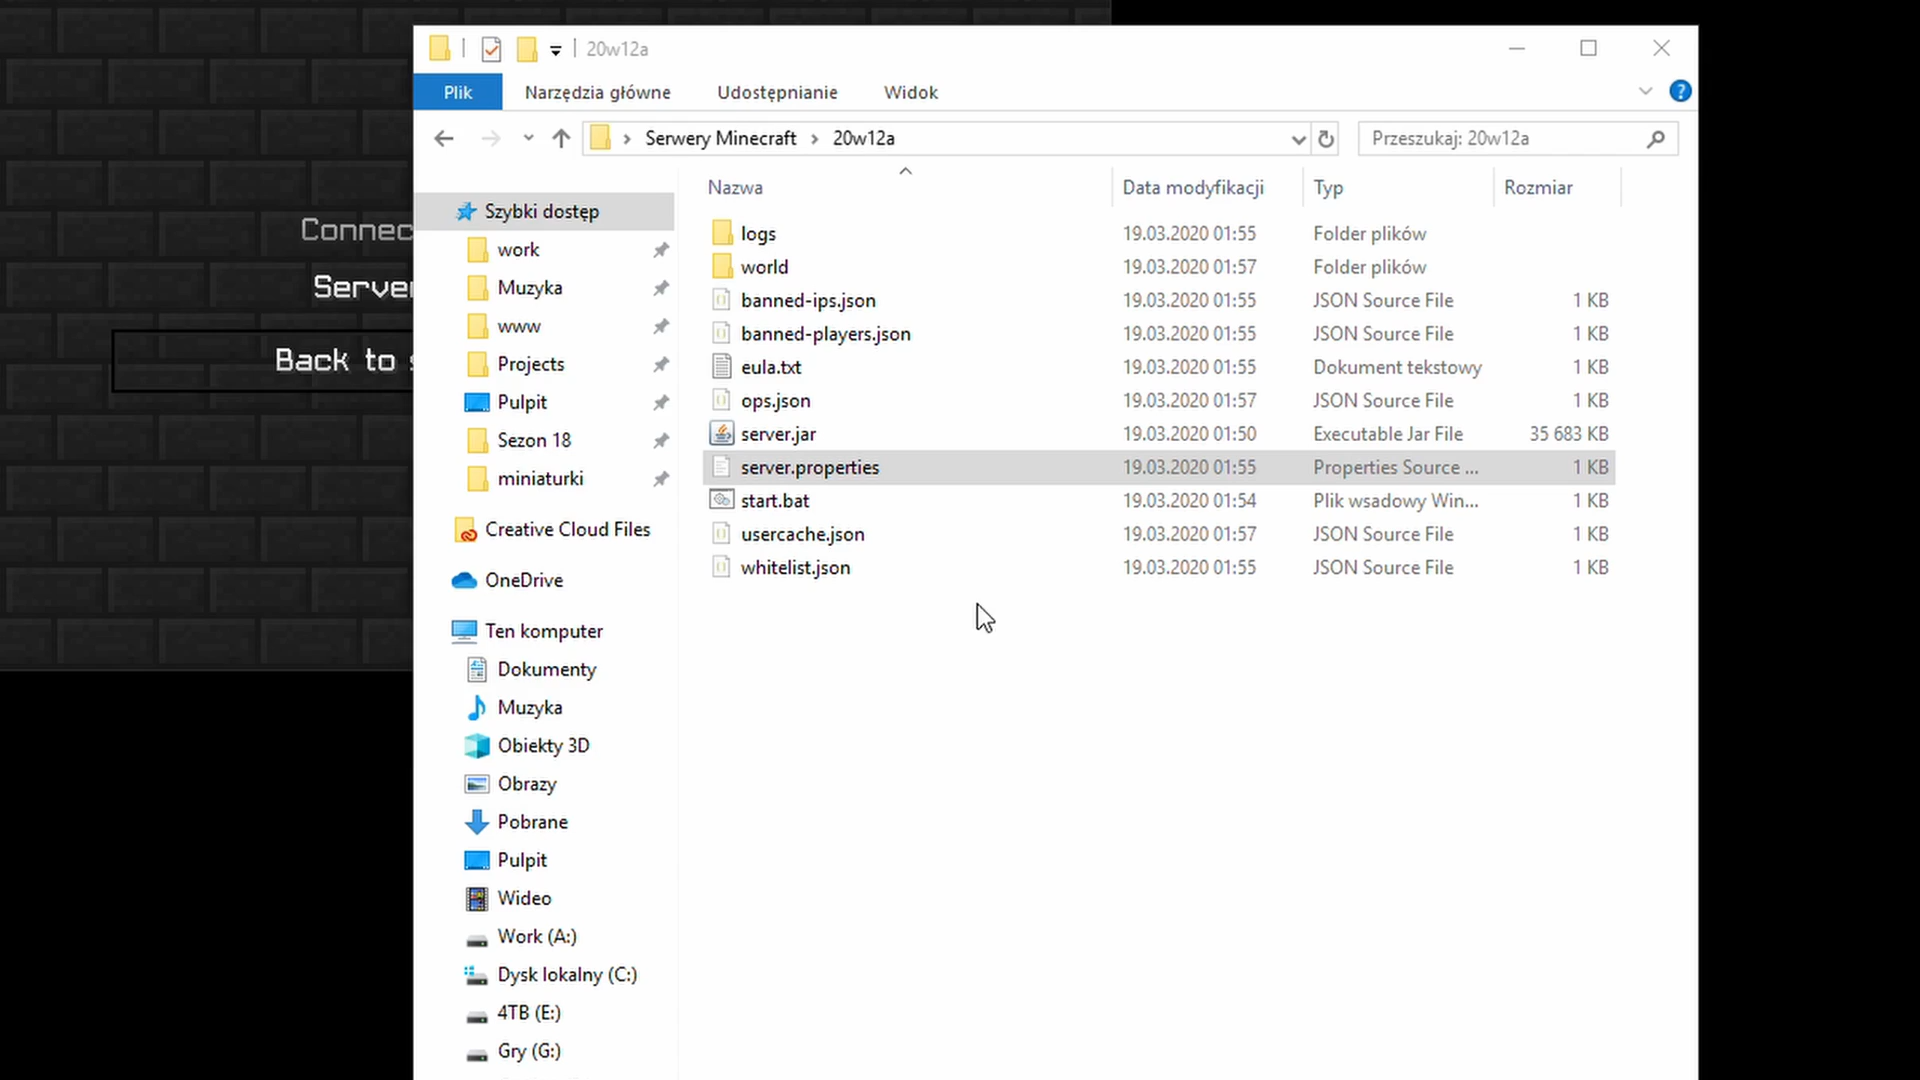 20w12a
Plik Narzędzia główne Udostępnianie Widok
Serwery Minecraft 20w12a
Przeszukaj: 20w12a
Nazwa Data modyfikacji Typ Rozmiar
logs 19.03.2020 01:55 Folder plików
world 19.03.2020 01:57 Folder plików
banned-ips.json 19.03.2020 01:55 JSON Source File 1 KB
banned-players.json 19.03.2020 01:55 JSON Source File 1 KB
eula.txt 19.03.2020 01:55 Dokument tekstowy 1 KB
ops.json 19.03.2020 01:57 JSON Source File 1 KB
server.jar 19.03.2020 01:50 Executable Jar File 35 683 KB
server.properties 19.03.2020 01:55 Properties Source ... 1 KB
start.bat 19.03.2020 01:54 Plik wsadowy Win... 1 KB
usercache.json 19.03.2020 01:57 JSON Source File 1 KB
whitelist.json 19.03.2020 01:55 JSON Source File 1 KB
Szybki dostęp
work
Muzyka
www
Projects
Pulpit
Sezon 18
miniaturki
Creative Cloud Files
OneDrive
Ten komputer
Dokumenty
Muzyka
Obiekty 3D
Obrazy
Pobrane
Pulpit
Wideo
Work (A:)
Dysk lokalny (C:)
4TB (E:)
Gry (G:)
Connec
Server
Back to